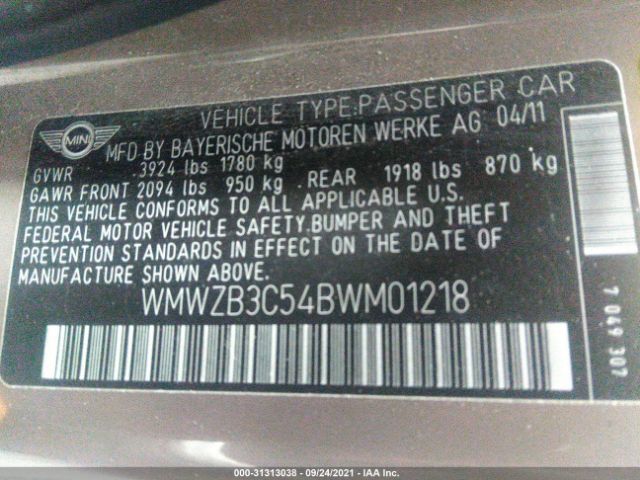 VEHICLE TYPE:PASSENGER CAR
MINI
MFD BY BAYERISCHE MOTOREN WERKE AG 04/11
GVWR 3924 lbs 1780 kg
GAWR FRONT 2094 lbs 950 kg . REAR 1918 lbs 870 kg
THIS VEHICLE CONFORMS TO ALL APPLICABLE U.S.
FEDERAL MOTOR VEHICLE SAFETY.BUMPER AND THEFT
PREVENTION STANDARDS IN EFFECT ON THE DATE OF
MANUFACTURE SHOWN ABOVE.
WMWZB3C54BWM01218
7 049 307
000-31313038 - 09/24/2021 - IAA Inc.